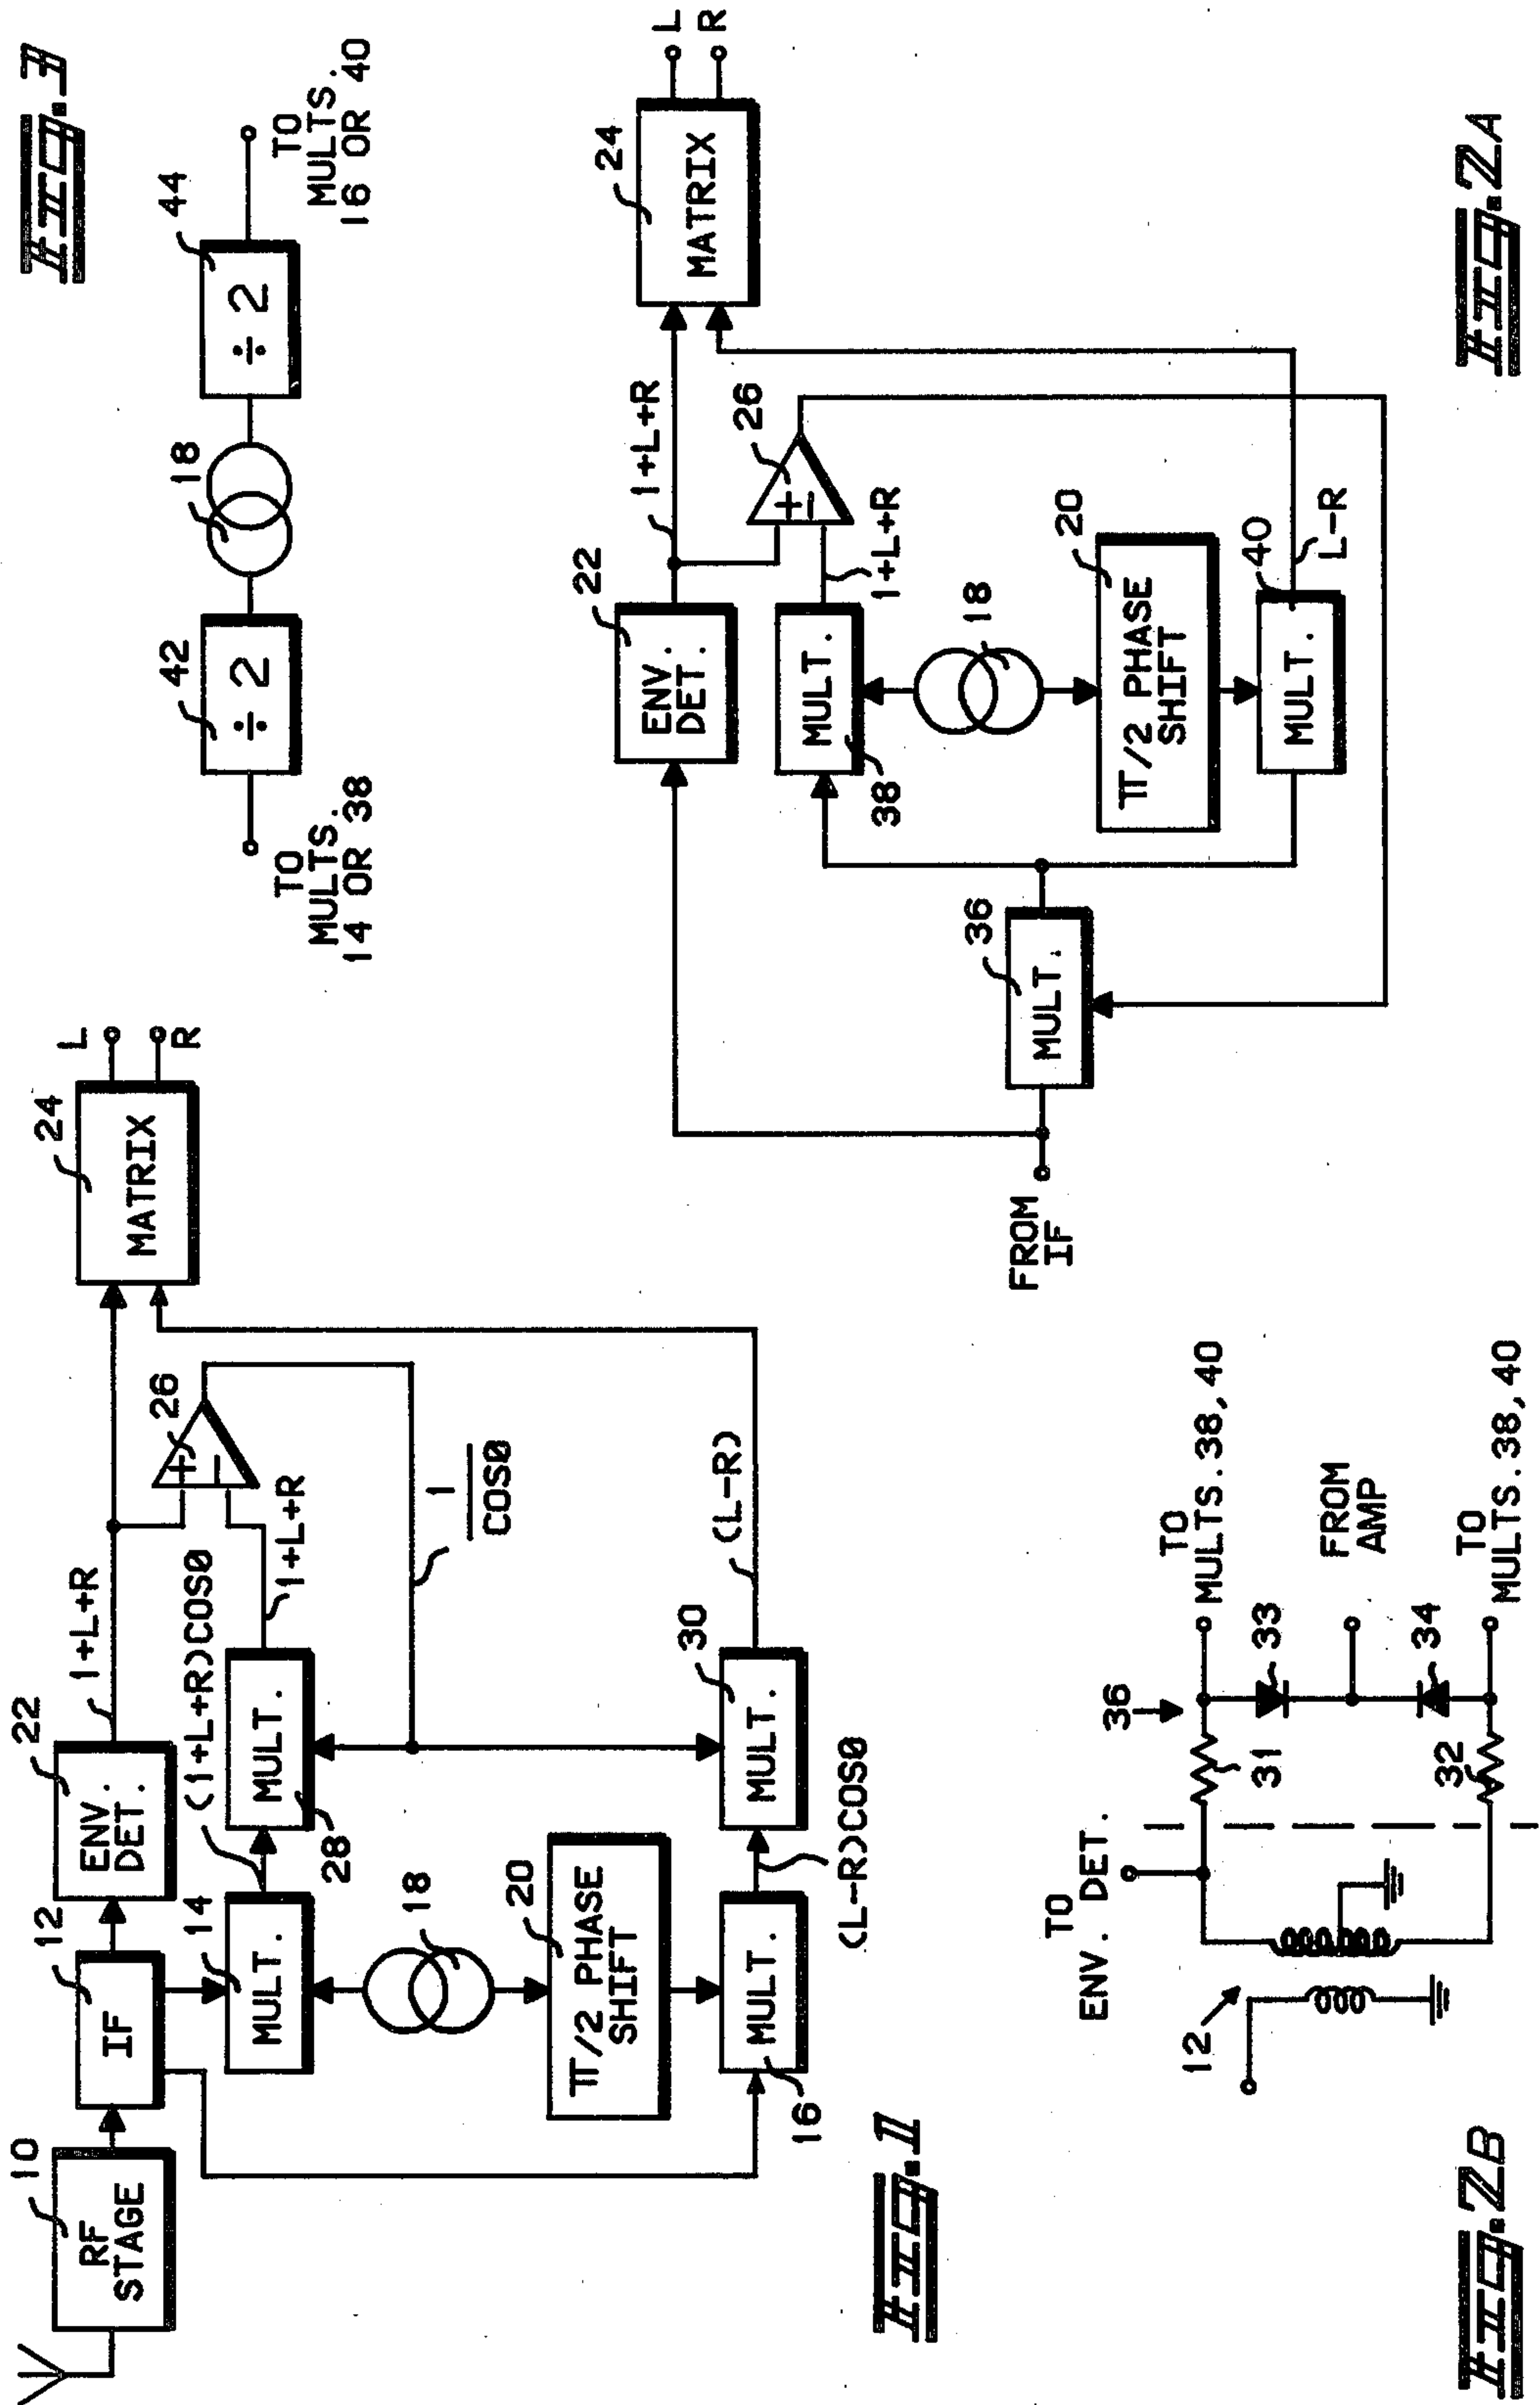 10
RF
STAGE
12
IF
22
ENV.
DET.
1+L+R
24
MATRIX
L
R
14
MULT.
(1+L+R)COSØ
28
MULT.
1+L+R
26
+
−
18
1
COSØ
20
π/2 PHASE
SHIFT
16
MULT.
(L-R)COSØ
30
MULT.
(L-R)
FIG. 1
FIG. 3
TO
MULTS.
14 OR 38
42
÷ 2
18
44
÷ 2
TO
MULTS.
16 OR 40
FROM
IF
36
MULT.
22
ENV.
DET.
1+L+R
24
MATRIX
L
R
38
MULT.
1+L+R
26
+
−
18
20
π/2 PHASE
SHIFT
40
MULT.
L-R
FIG. 2A
12
TO
ENV. DET.
36
31
32
33
34
TO
MULTS.38,40
FROM
AMP
TO
MULTS.38,40
FIG. 2B